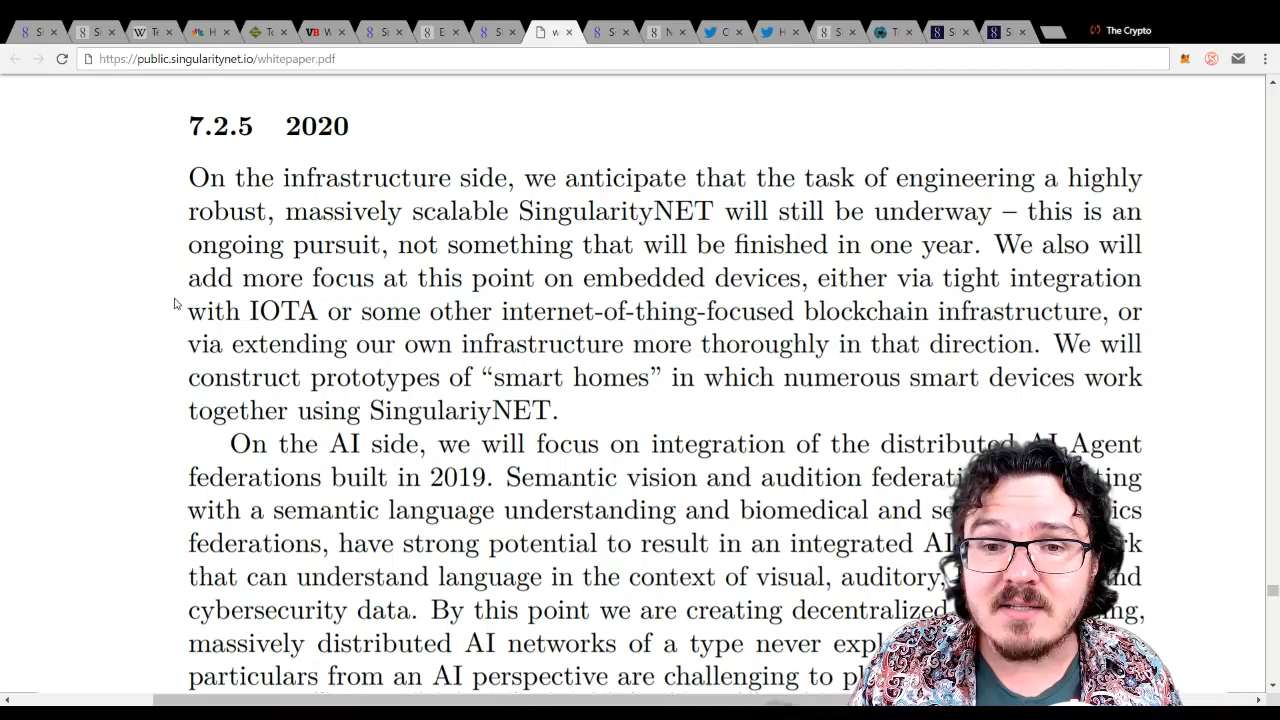 The Crypto
https://public.singularitynet.io/whitepaper.pdf
7.2.5 2020
On the infrastructure side, we anticipate that the task of engineering a highly
robust, massively scalable SingularityNET will still be underway – this is an
ongoing pursuit, not something that will be finished in one year. We also will
add more focus at this point on embedded devices, either via tight integration
with IOTA or some other internet-of-thing-focused blockchain infrastructure, or
via extending our own infrastructure more thoroughly in that direction. We will
construct prototypes of “smart homes” in which numerous smart devices work
together using SingulariyNET.
On the AI side, we will focus on integration of the distributed AI Agent
federations built in 2019. Semantic vision and audition
with a semantic language understanding and biomedical and
federations, have strong potential to result in an integrated
that can understand language in the context of visual, auditory,
cybersecurity data. By this point we are creating decentralized
massively distributed AI networks of a type never
particulars from an AI perspective are challenging to